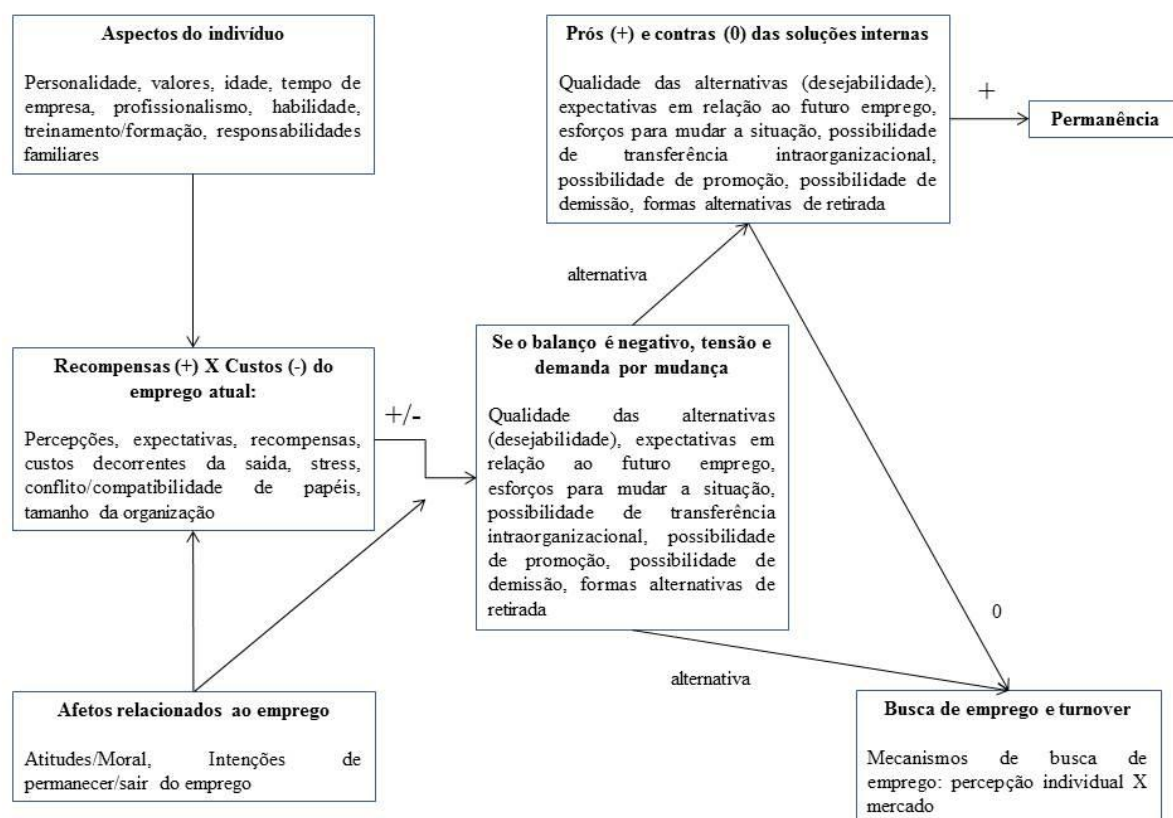 Aspectos do indivíduo
Personalidade, valores, idade, tempo de
empresa, profissionalismo, habilidade,
treinamento/formação, responsabilidades
familiares
Prós (+) e contras (0) das soluções internas
Qualidade das alternativas (desejabilidade),
expectativas em relação ao futuro emprego,
esforços para mudar a situação, possibilidade
de transferência intraorganizacional,
possibilidade de promoção, possibilidade de
demissão, formas alternativas de retirada
+
Permanência
alternativa
Recompensas (+) X Custos (-) do
emprego atual:
Percepções, expectativas, recompensas,
custos decorrentes da saída, stress,
conflito/compatibilidade de papéis,
tamanho da organização
+/-
Se o balanço é negativo, tensão e
demanda por mudança
Qualidade das alternativas
(desejabilidade), expectativas em
relação ao futuro emprego,
esforços para mudar a situação,
possibilidade de transferência
intraorganizacional, possibilidade
de promoção, possibilidade de
demissão, formas alternativas de
retirada
0
alternativa
Afetos relacionados ao emprego
Atitudes/Moral, Intenções de
permanecer/sair do emprego
Busca de emprego e turnover
Mecanismos de busca de
emprego: percepção individual X
mercado